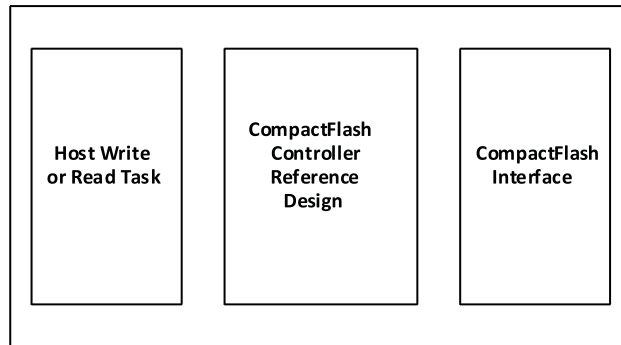 Host Write
or Read Task
CompactFlash
Controller
Reference
Design
CompactFlash
Interface